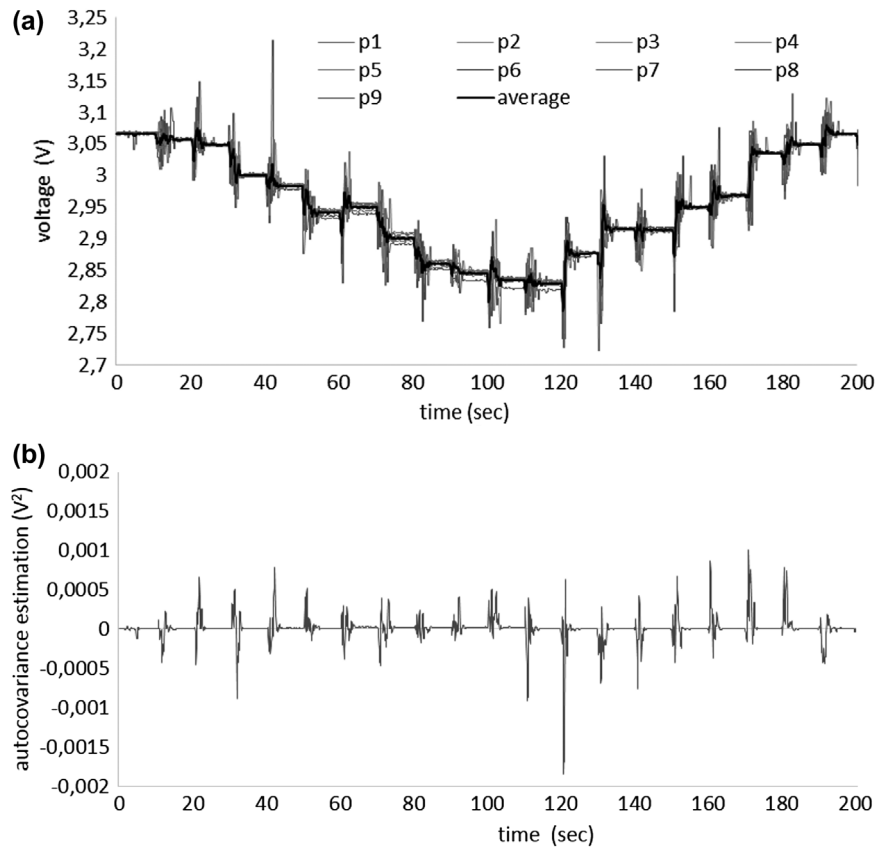 (a)
3,25
3,2
3,15
3,1
3,05
3
2,95
2,9
2,85
2,8
2,75
2,7
voltage (V)
p1 p2 p3 p4
p5 p6 p7 p8
p9 average
0 20 40 60 80 100 120 140 160 180 200
time (sec)
(b)
0,002
0,0015
0,001
0,0005
0
-0,0005
-0,001
-0,0015
-0,002
autocovariance estimation (V²)
0 20 40 60 80 100 120 140 160 180 200
time (sec)